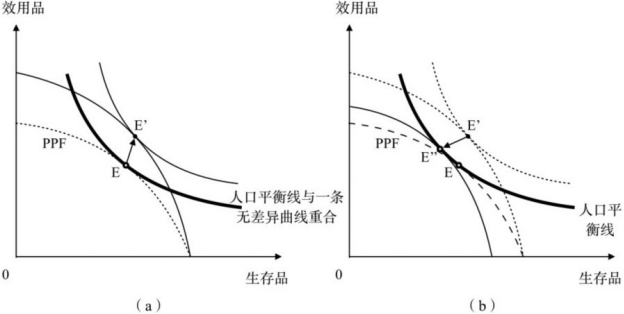 效用品
PPF
E'
E
人口平衡线与一条
无差异曲线重合
0
生存品
（a）
效用品
PPF
E'
E''
E
人口平
衡线
0
生存品
（b）